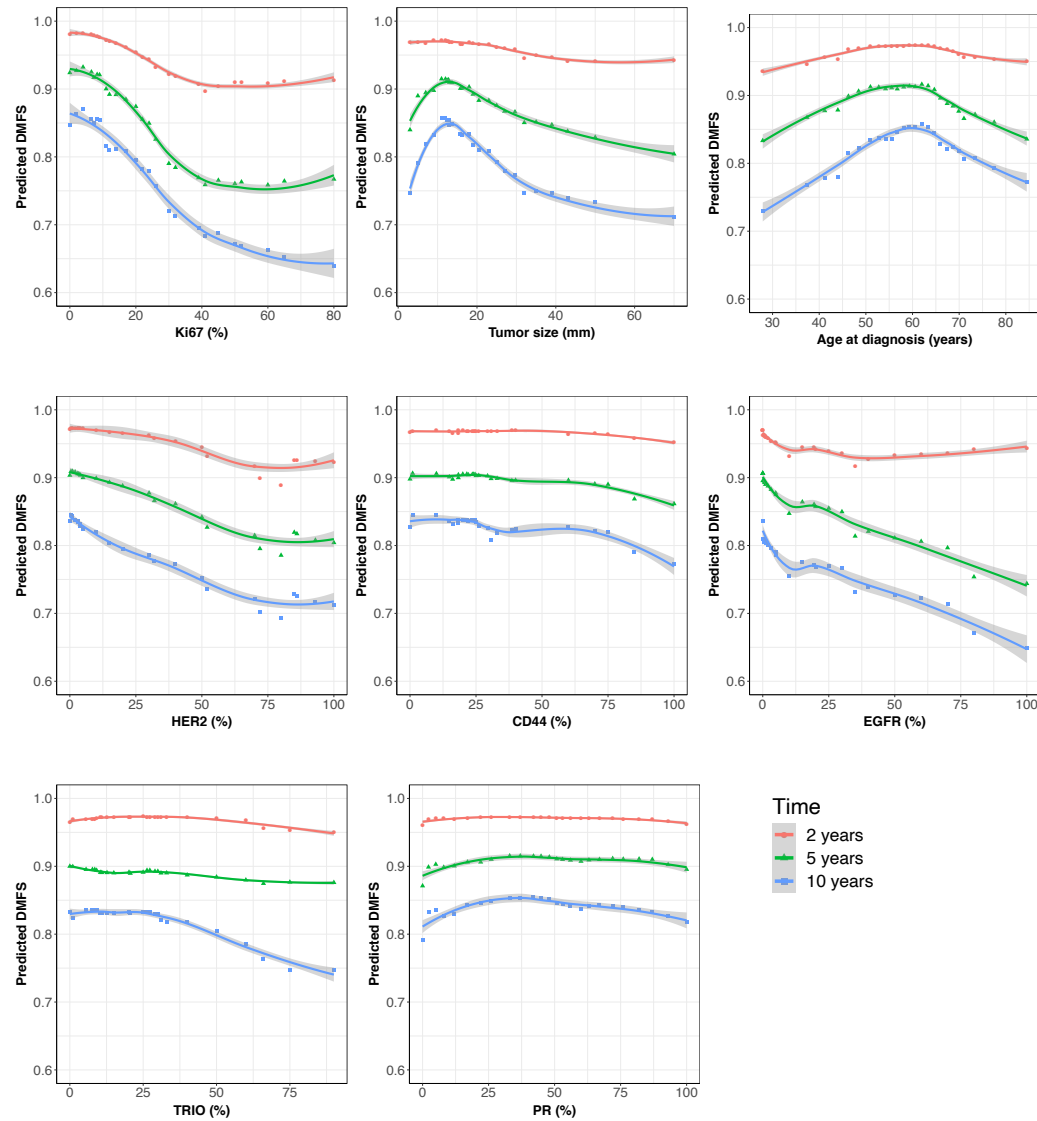 Predicted DMFS
1.0
0.9
0.8
0.7
0.6
0 20 40 60 80
Ki67 (%)
Predicted DMFS
1.0
0.9
0.8
0.7
0.6
0 20 40 60
Tumor size (mm)
Predicted DMFS
1.0
0.9
0.8
0.7
0.6
30 40 50 60 70 80
Age at diagnosis (years)
Predicted DMFS
1.0
0.9
0.8
0.7
0.6
0 25 50 75 100
HER2 (%)
Predicted DMFS
1.0
0.9
0.8
0.7
0.6
0 25 50 75 100
CD44 (%)
Predicted DMFS
1.0
0.9
0.8
0.7
0.6
0 25 50 75 100
EGFR (%)
Predicted DMFS
1.0
0.9
0.8
0.7
0.6
0 25 50 75
TRIO (%)
Predicted DMFS
1.0
0.9
0.8
0.7
0.6
0 25 50 75 100
PR (%)
Time
2 years
5 years
10 years